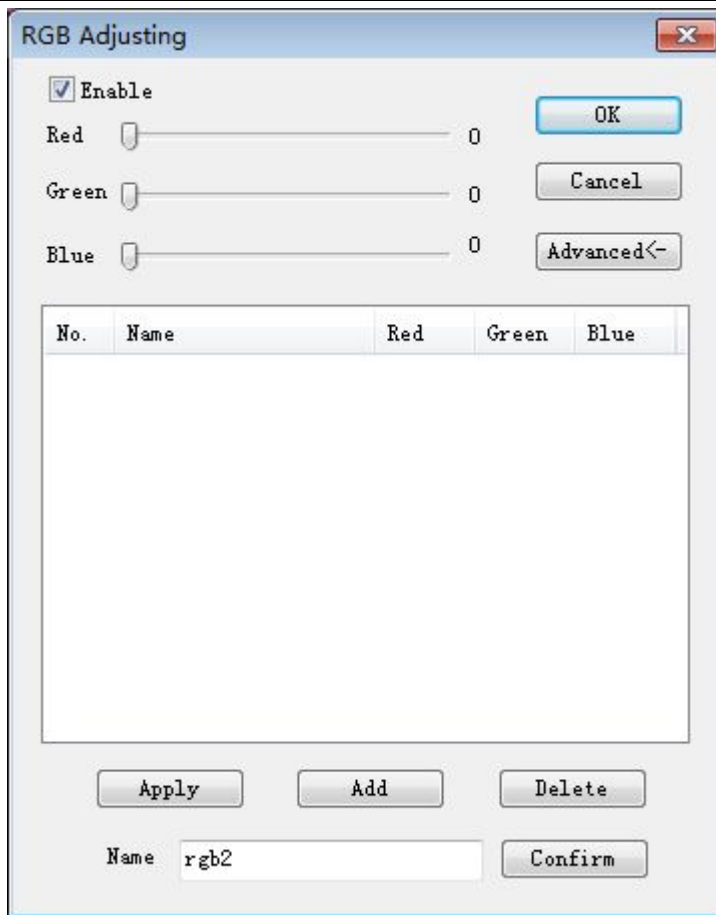 RGB Adjusting
Enable
Red 0
OK
Green 0
Cancel
Blue 0
Advanced<-
No. Name Red Green Blue
Apply Add Delete
Name rgb2 Confirm